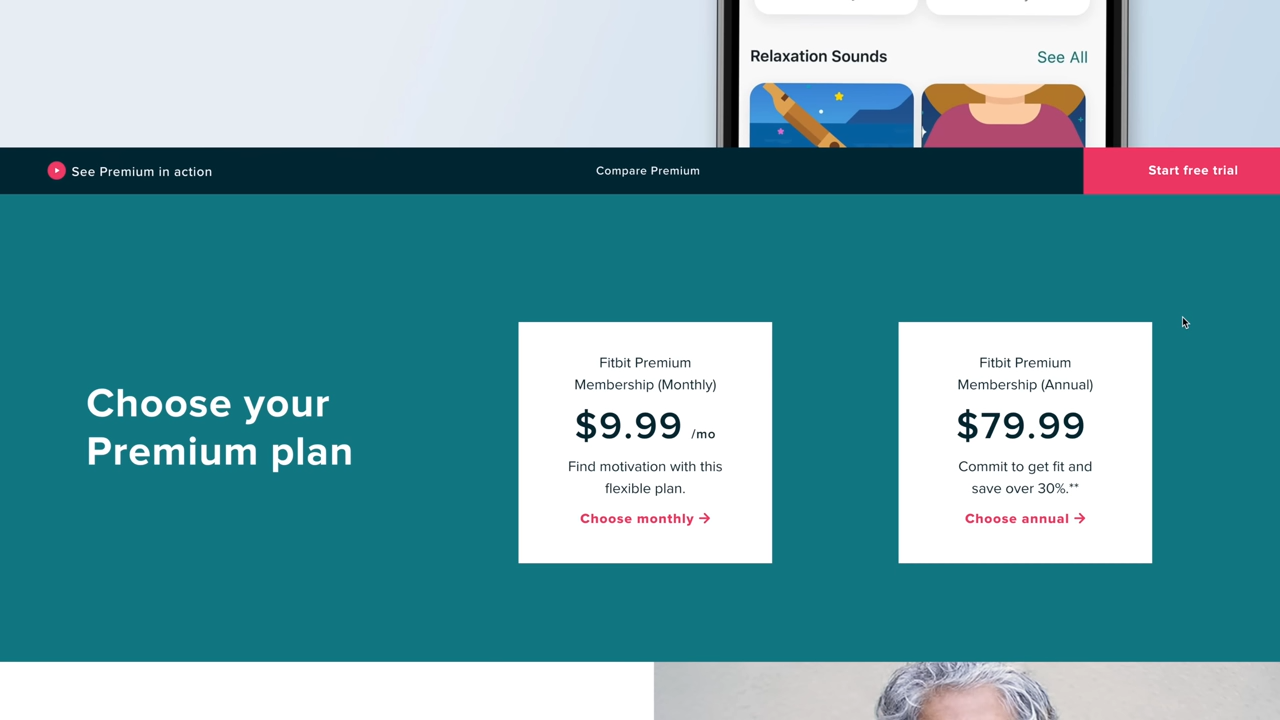 Relaxation Sounds
See All
See Premium in action
Compare Premium
Start free trial
Choose your
Premium plan
Fitbit Premium
Membership (Monthly)
$9.99 /mo
Find motivation with this
flexible plan.
Choose monthly →
Fitbit Premium
Membership (Annual)
$79.99
Commit to get fit and
save over 30%.**
Choose annual →